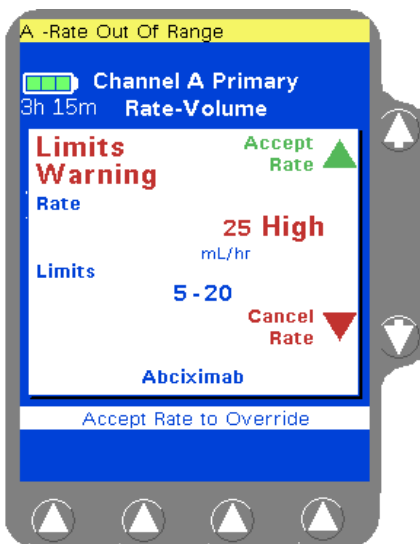 A -Rate Out Of Range
Channel A Primary
3h 15m Rate-Volume
Limits Warning
Accept Rate
Rate
25 High
mL/hr
Limits
5-20
Cancel Rate
Abciximab
Accept Rate to Override